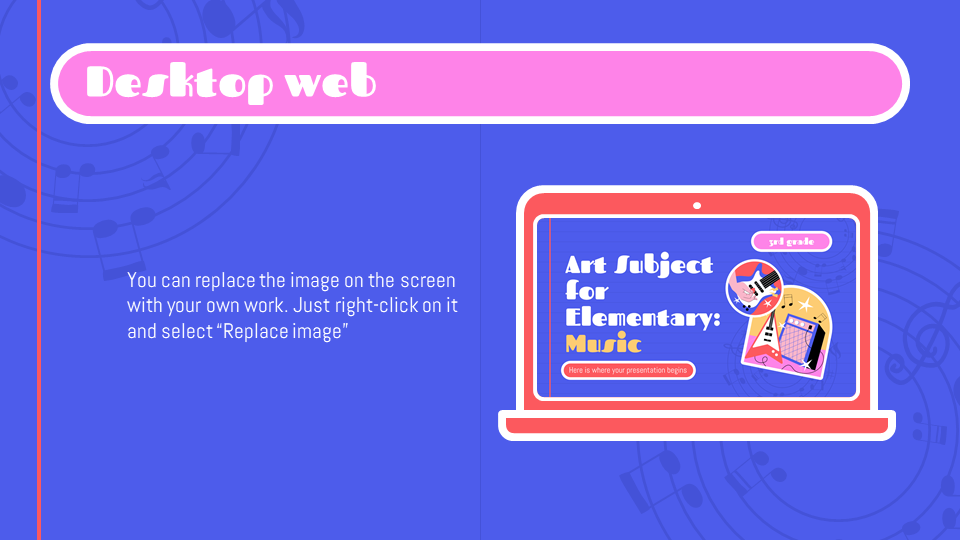 Desktop web
You can replace the image on the screen
with your own work. Just right-click on it
and select “Replace image”
3rd grade
Art Subject
for
Elementary:
Music
Here is where your presentation begins